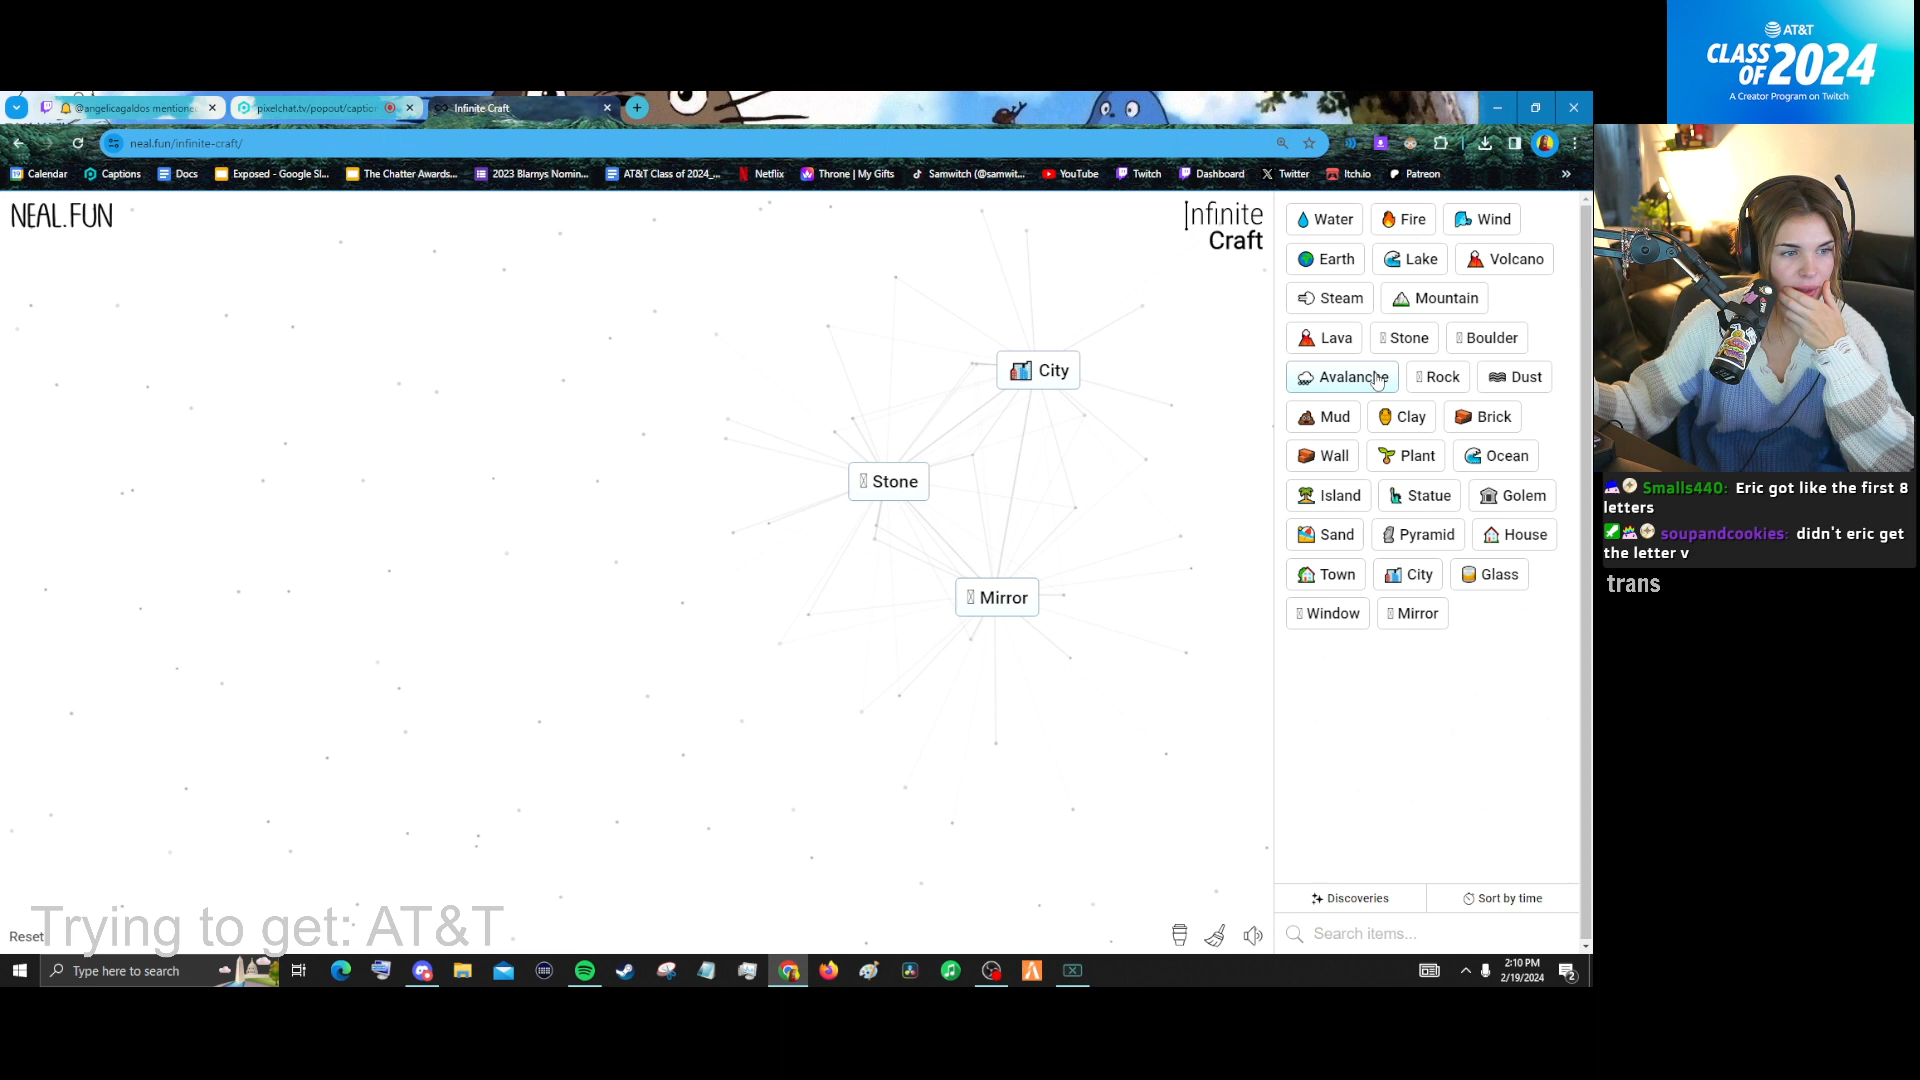 AT&T
CLASS
OF 2024
A Creator Program on Twitch
@angelicagaldos mentione
pixelchat.tv/popout/captio
Infinite Craft
neal.fun/infinite-craft/
Calendar
Captions
Docs
Exposed - Google Sl...
The Chatter Awards...
2023 Blarnys Nomin...
AT&T Class of 2024_...
Netflix
Throne | My Gifts
Samwitch (@samwit...
YouTube
Twitch
Dashboard
Twitter
Itch.io
Patreon
NEAL.FUN
Infinite
Craft
City
Stone
Mirror
Water Fire Wind
Earth Lake Volcano
Steam Mountain
Lava Stone Boulder
Avalanche Rock Dust
Mud Clay Brick
Wall Plant Ocean
Island Statue Golem
Sand Pyramid House
Town City Glass
Window Mirror
Discoveries
Sort by time
Search items...
Reset
Trying to get: AT&T
Smalls440: Eric got like the first 8
letters
soupandcookies: didn't eric get
the letter v
trans
Type here to search
2:10 PM
2/19/2024
2